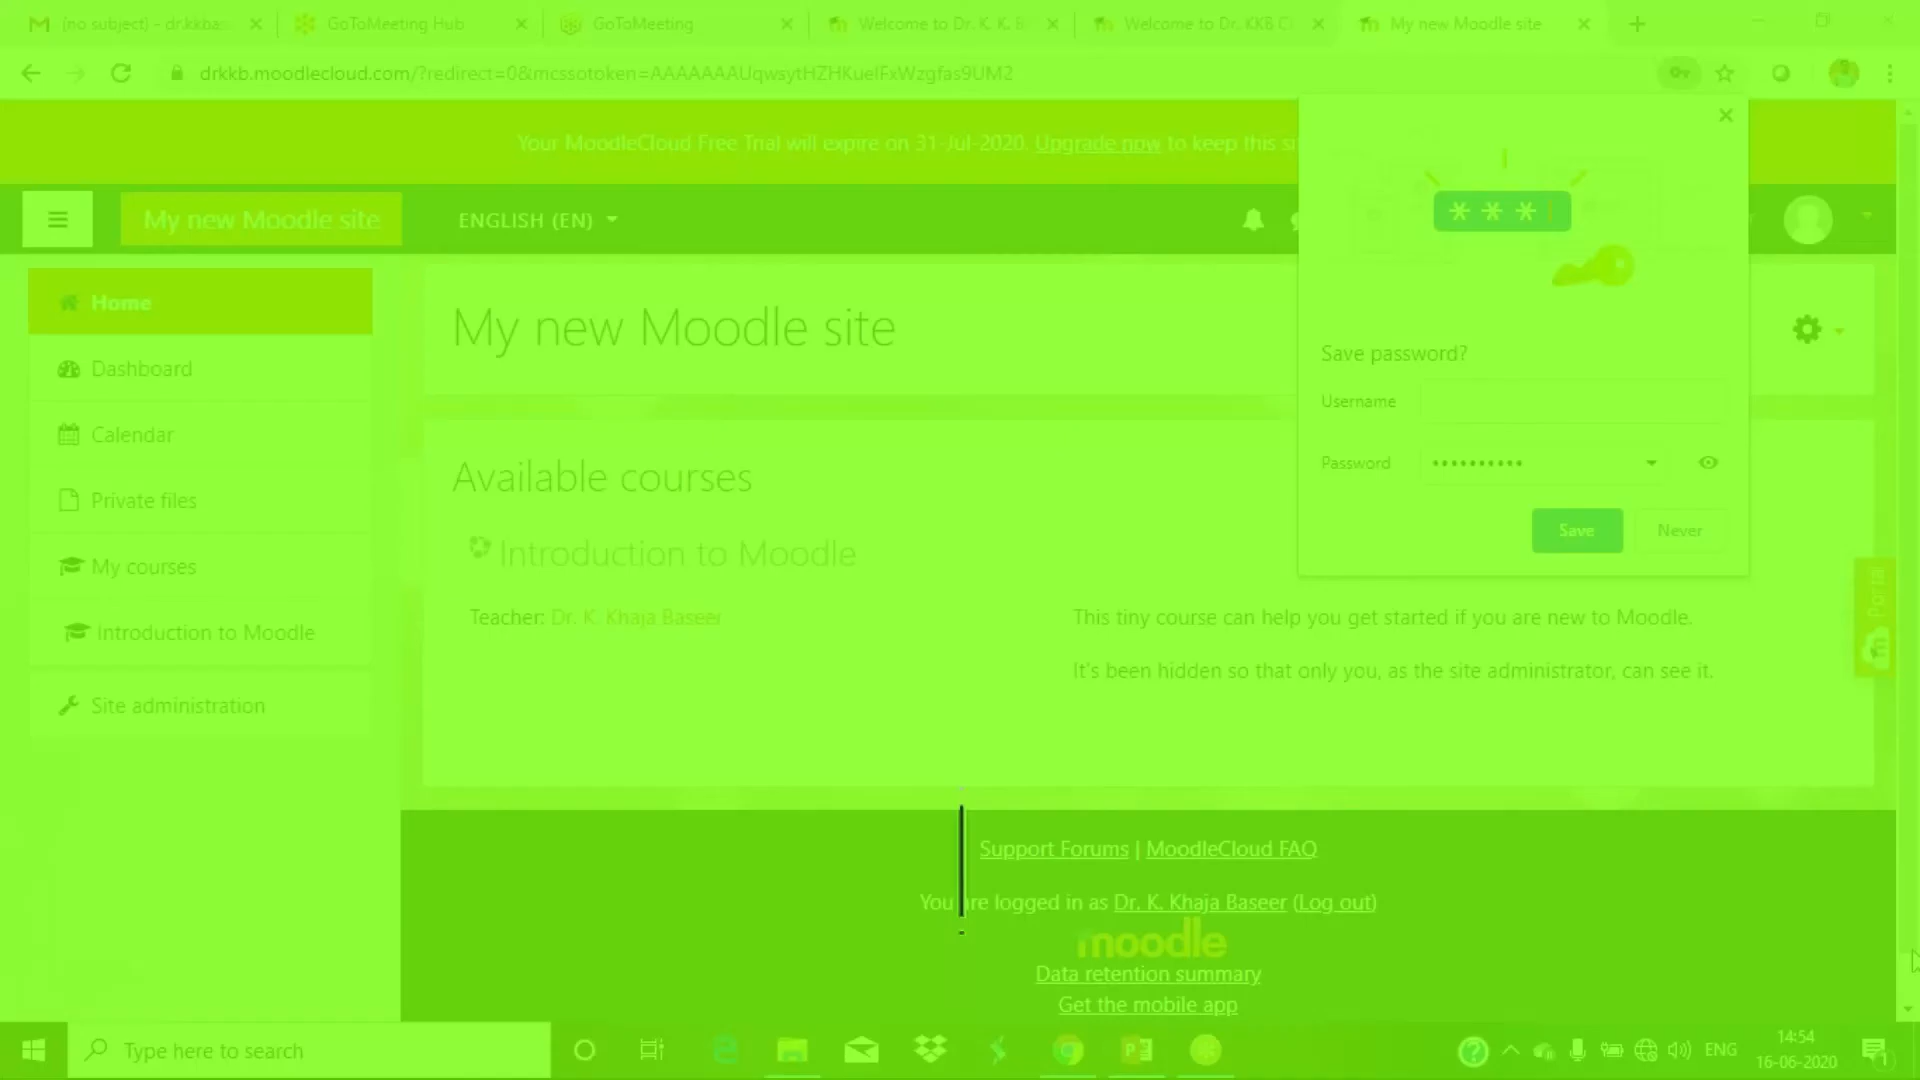 (no subject) - dr.kkbas
GoToMeeting Hub
GoToMeeting
Welcome to Dr. K. K. B
Welcome to Dr. KKB C
My new Moodle site
drkkb.moodlecloud.com/?redirect=0&mcssotoken=AAAAAAAUqwsytHZHKuelFxWzgfas9UM2
Your MoodleCloud Free Trial will expire on 31-Jul-2020. Upgrade now to keep this si
My new Moodle site
ENGLISH (EN)
***
Home
Dashboard
Calendar
Private files
My courses
Introduction to Moodle
Site administration
My new Moodle site
Available courses
Introduction to Moodle
Teacher: Dr. K. Khaja Baseer
This tiny course can help you get started if you are new to Moodle.
It's been hidden so that only you, as the site administrator, can see it.
Save password?
Username
Password ••••••••••
Save
Never
Portal
Support Forums | MoodleCloud FAQ
You are logged in as Dr. K. Khaja Baseer (Log out)
moodle
Data retention summary
Get the mobile app
Type here to search
ENG
14:54
16-06-2020
1